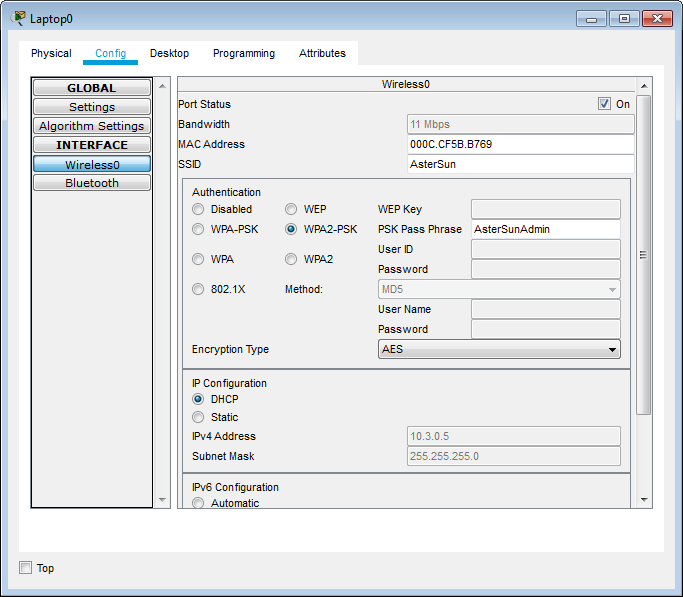 Laptop0
Physical Config Desktop Programming Attributes
GLOBAL
Settings
Algorithm Settings
INTERFACE
Wireless0
Bluetooth
Wireless0
Port Status On
Bandwidth 11 Mbps
MAC Address 000C.CF5B.B769
SSID AsterSun
Authentication
Disabled WEP WEP Key
WPA-PSK WPA2-PSK PSK Pass Phrase AsterSunAdmin
User ID
WPA WPA2
Password
802.1X Method: MD5
User Name
Password
Encryption Type AES
IP Configuration
DHCP
Static
IPv4 Address 10.3.0.5
Subnet Mask 255.255.255.0
IPv6 Configuration
Automatic
Top